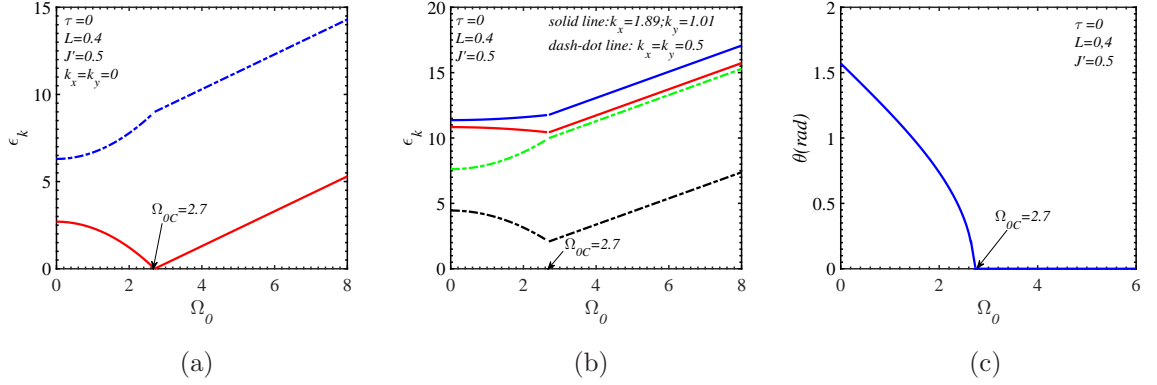 15
10
5
0
ϵ_k
τ=0
L=0.4
J'=0.5
k_x=k_y=0
Ω_0C=2.7
0 2 4 6 8
Ω_0
(a)
20
15
10
5
0
ϵ_k
τ=0
L=0.4
J'=0.5
solid line:k_x=1.89;k_y=1.01
dash-dot line: k_x=k_y=0.5
Ω_0C=2.7
0 2 4 6 8
Ω_0
(b)
2
1.5
1
0.5
0
θ(rad)
τ=0
L=0,4
J'=0.5
Ω_0C=2.7
0 2 4 6
Ω_0
(c)